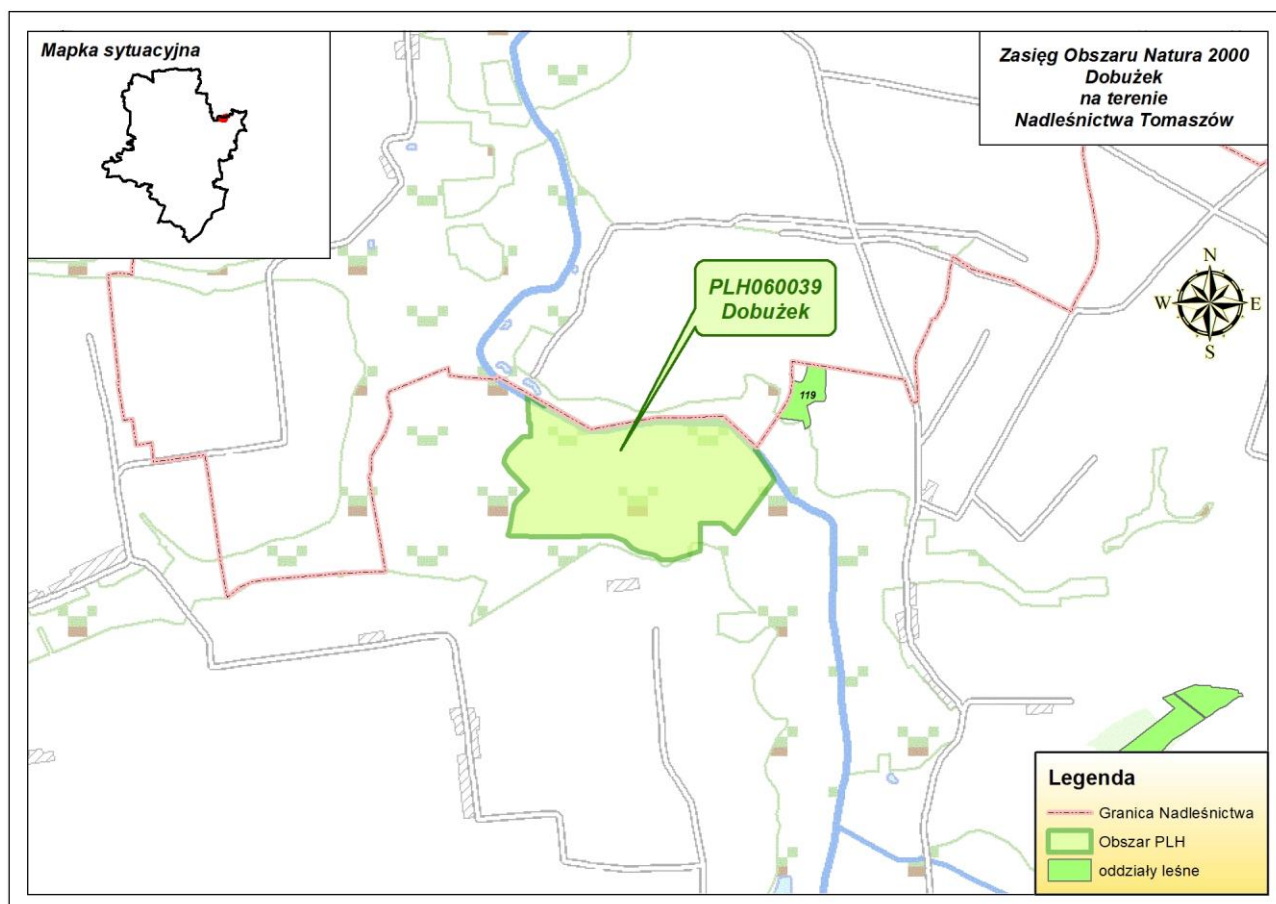 Mapka sytuacyjna
Zasięg Obszaru Natura 2000
Dobużek
na terenie
Nadleśnictwa Tomaszów
N
W
E
S
PLH060039
Dobużek
119
Legenda
Granica Nadleśnictwa
Obszar PLH
oddziały leśne